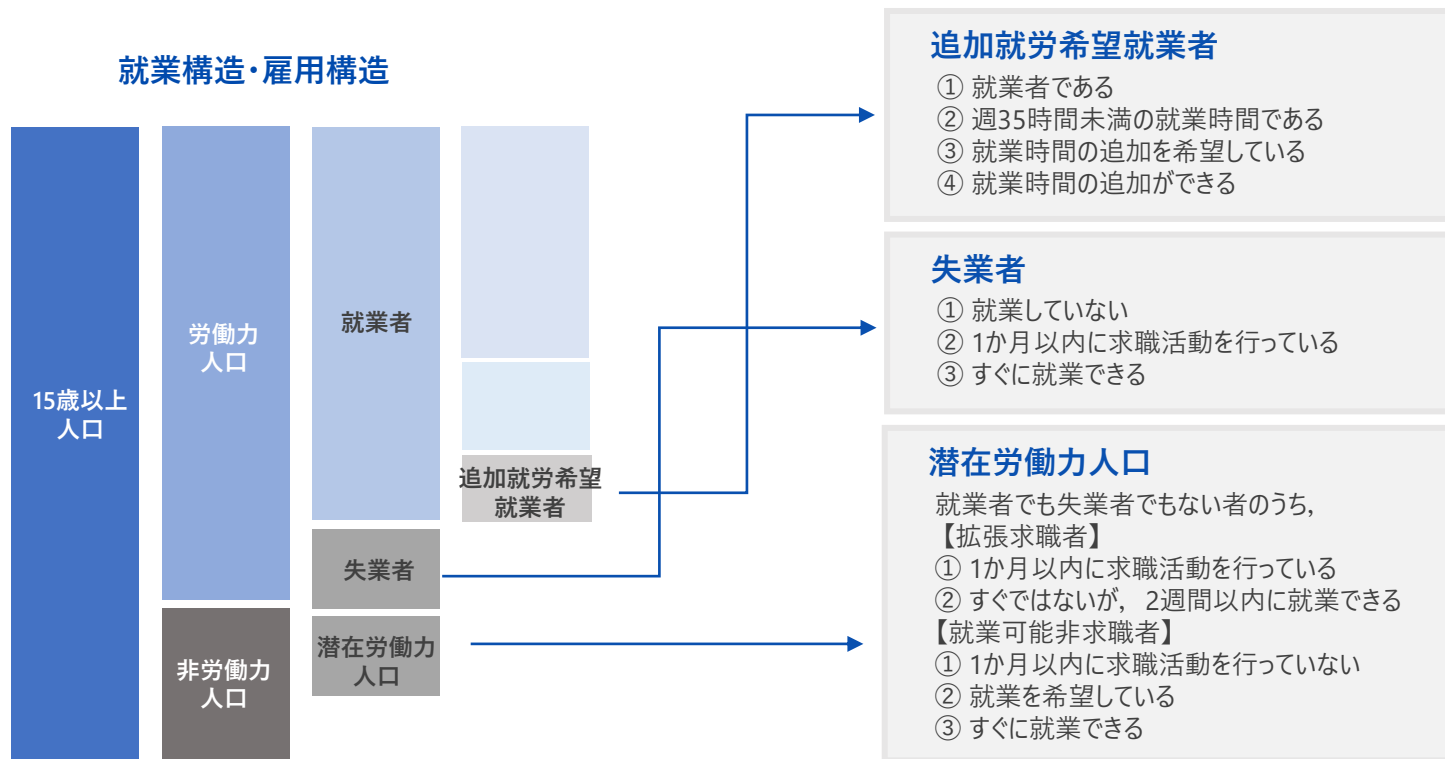 就業構造・雇用構造
15歳以上
人口
労働力
人口
非労働力
人口
就業者
失業者
潜在労働力
人口
追加就労希望
就業者
追加就労希望就業者
① 就業者である
② 週35時間未満の就業時間である
③ 就業時間の追加を希望している
④ 就業時間の追加ができる
失業者
① 就業していない
② 1か月以内に求職活動を行っている
③ すぐに就業できる
潜在労働力人口
就業者でも失業者でもない者のうち,
【拡張求職者】
① 1か月以内に求職活動を行っている
② すぐではないが, 2週間以内に就業できる
【就業可能非求職者】
① 1か月以内に求職活動を行っていない
② 就業を希望している
③ すぐに就業できる